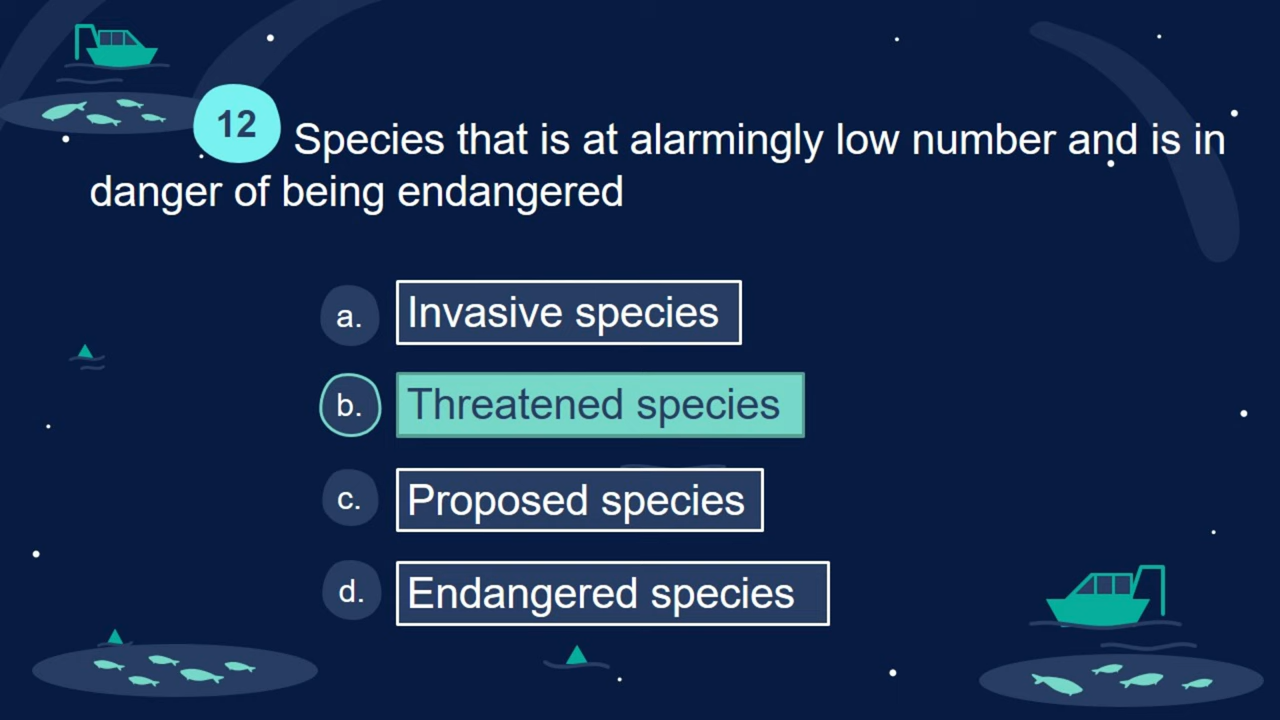 12 Species that is at alarmingly low number and is in
danger of being endangered
a. Invasive species
b. Threatened species
c. Proposed species
d. Endangered species